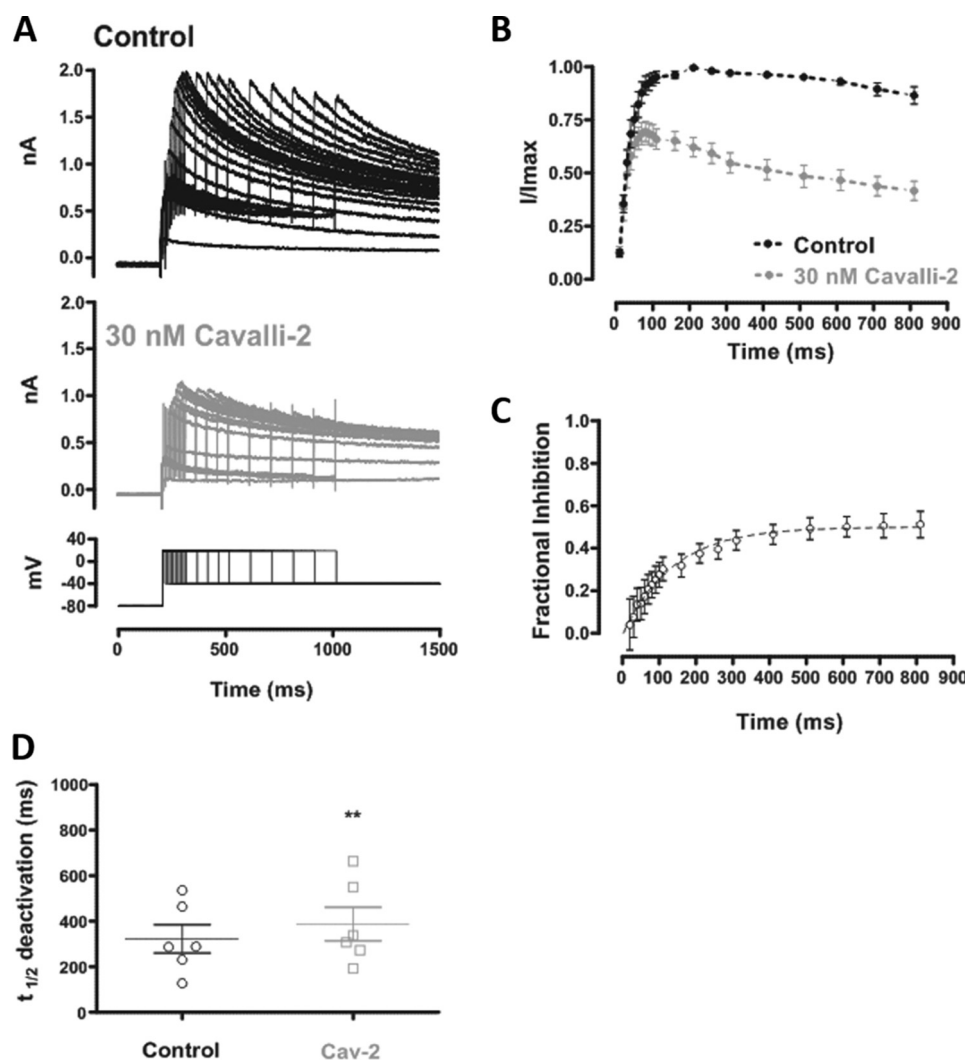 A
Control
2.0
1.5
1.0
0.5
0.0
nA
30 nM Cavalli-2
2.0
1.5
1.0
0.5
0.0
nA
40
0
-40
-80
mV
0 500 1000 1500
Time (ms)
B
1.00
0.75
0.50
0.25
0.00
I/Imax
Control
30 nM Cavalli-2
0 100 200 300 400 500 600 700 800 900
Time (ms)
C
1.0
0.8
0.6
0.4
0.2
0.0
Fractional Inhibition
0 100 200 300 400 500 600 700 800 900
Time (ms)
D
1000
800
600
400
200
0
t 1/2 deactivation (ms)
**
Control Cav-2